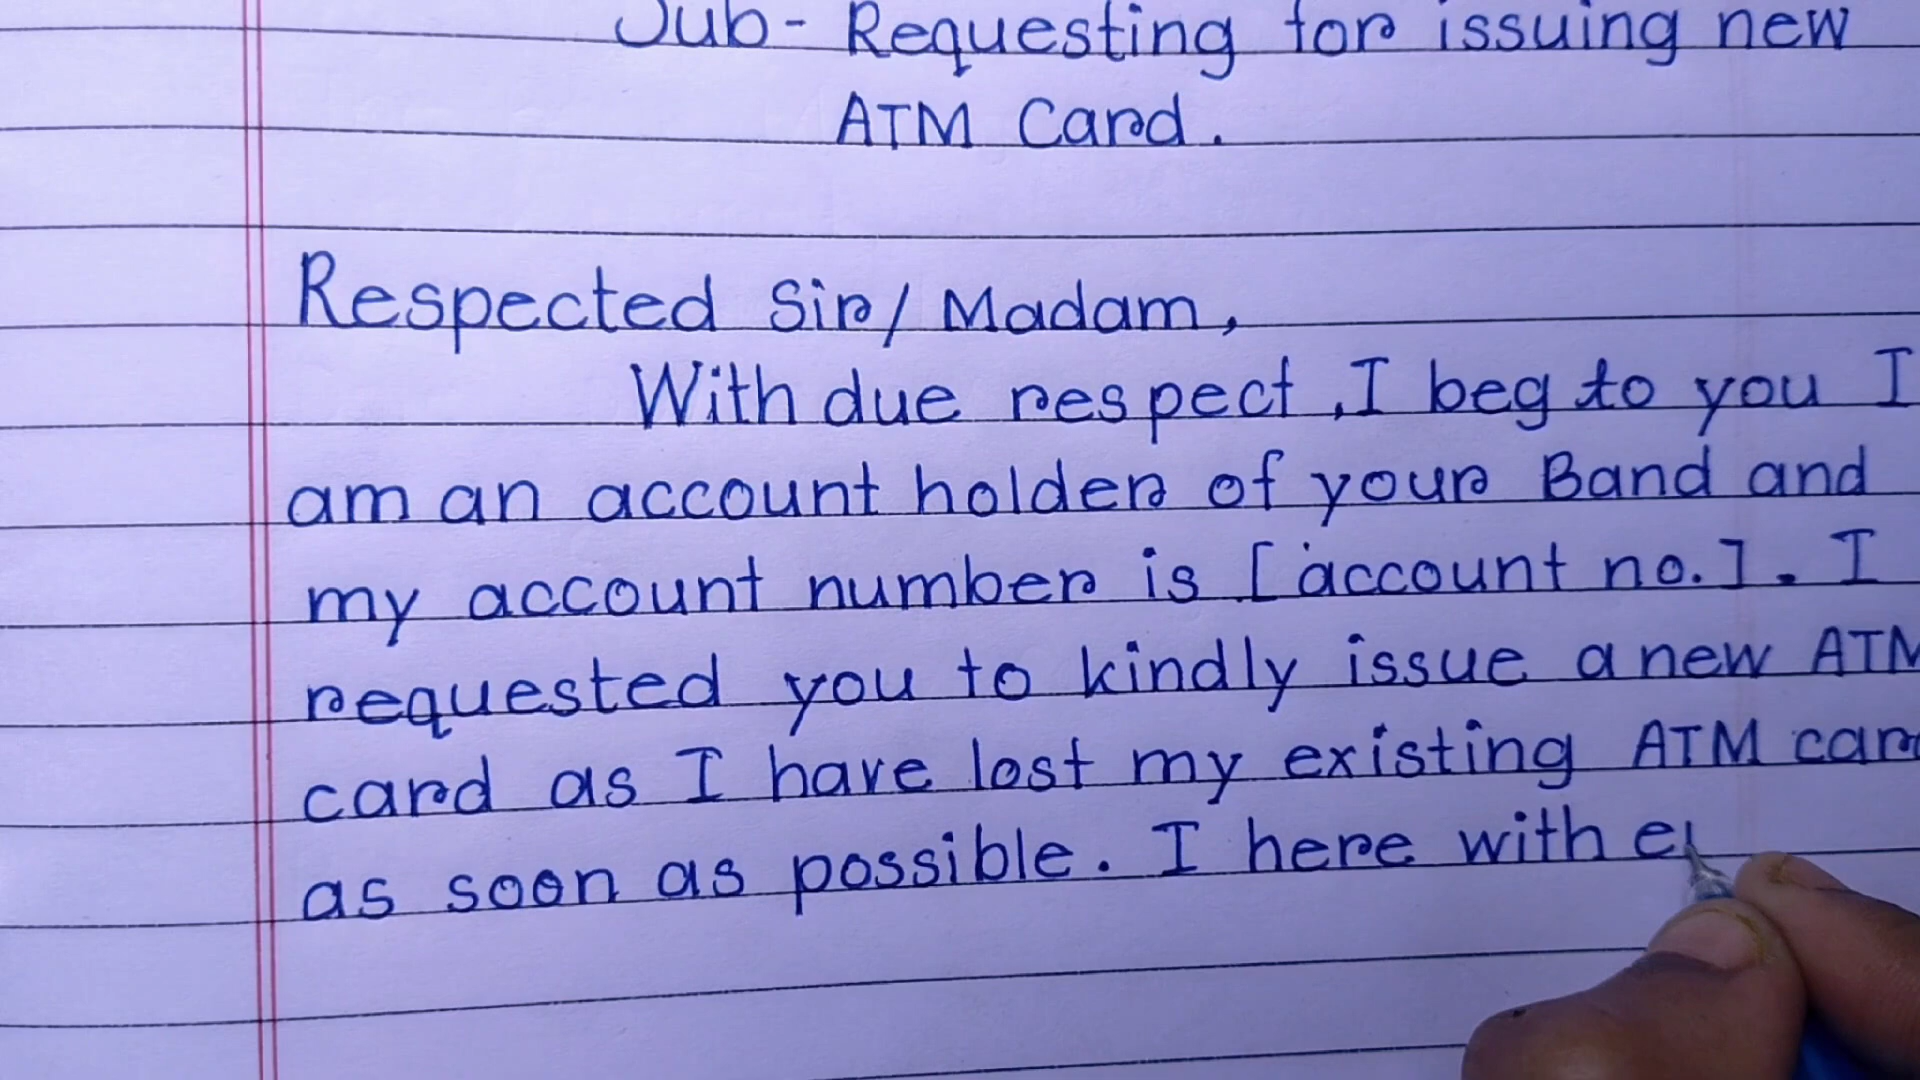 Sub- Requesting for issuing new
ATM Card.
Respected Sir/ Madam,
With due respect, I beg to you I
am an account holder of your Band and
my account number is [account no.]. I
requested you to kindly issue a new ATM
card as I have lost my existing ATM card
as soon as possible. I here with